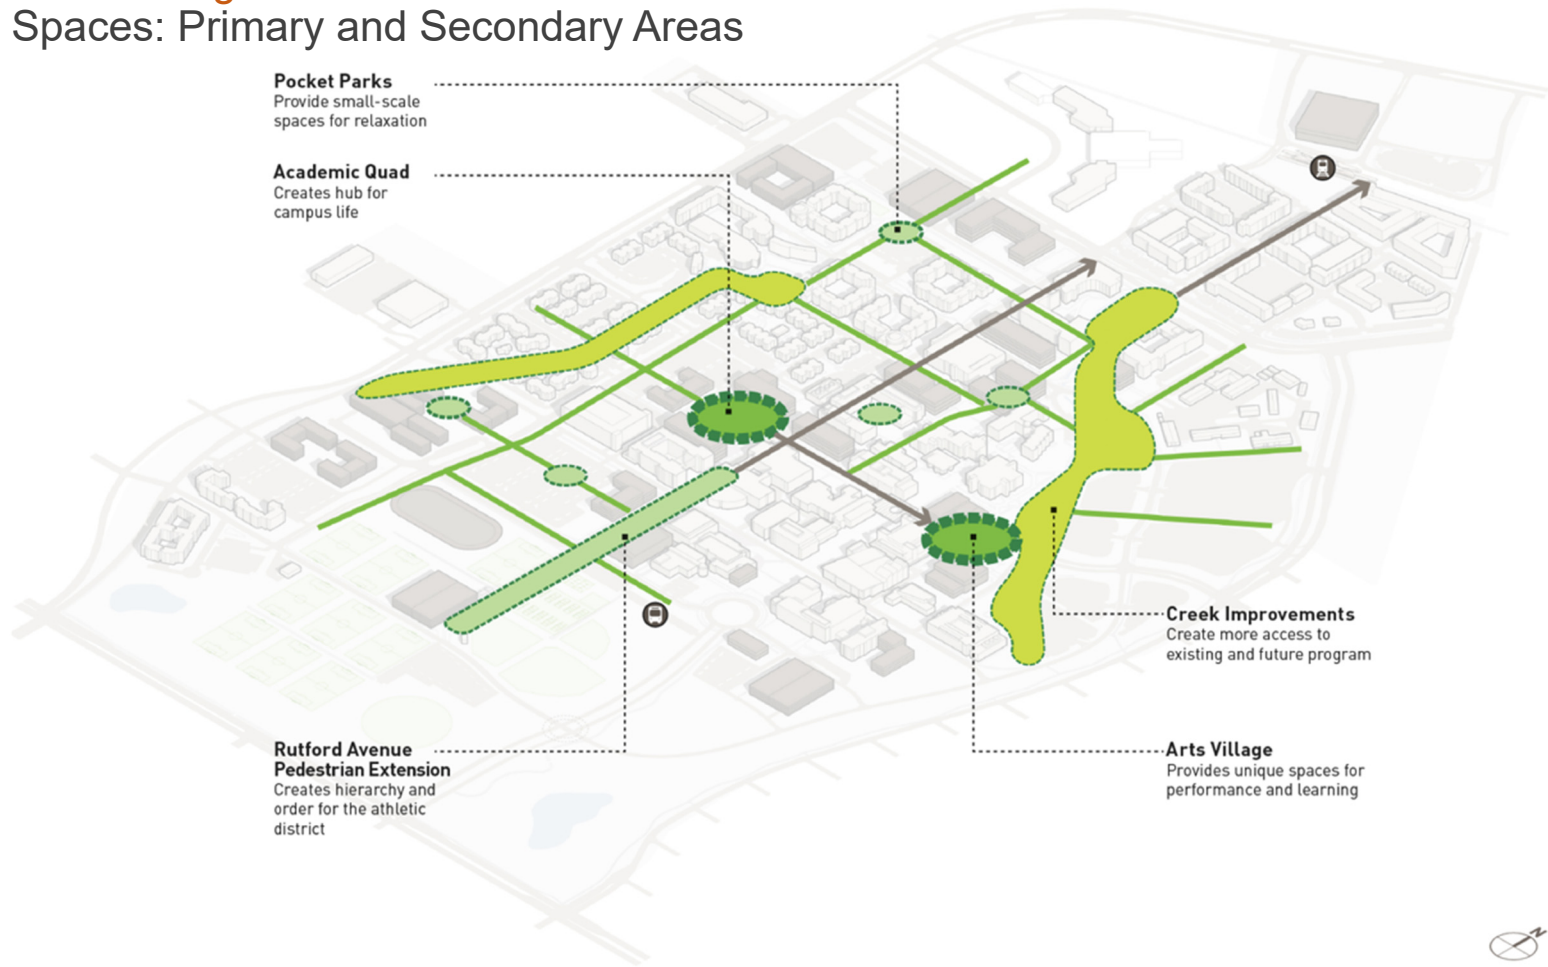 Spaces: Primary and Secondary Areas
Pocket Parks
Provide small-scale
spaces for relaxation
Academic Quad
Creates hub for
campus life
Creek Improvements
Create more access to
existing and future program
Rutford Avenue
Pedestrian Extension
Creates hierarchy and
order for the athletic
district
Arts Village
Provides unique spaces for
performance and learning
N